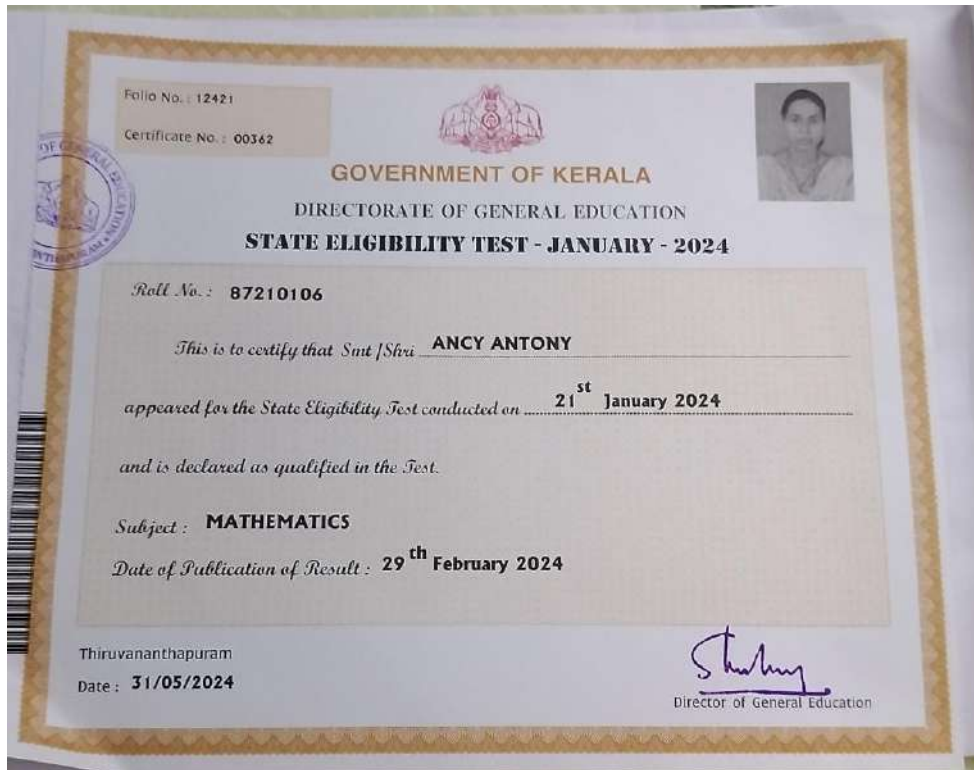 Folio No. : 12421
Certificate No. : 00362
GOVERNMENT OF KERALA
DIRECTORATE OF GENERAL EDUCATION
STATE ELIGIBILITY TEST - JANUARY - 2024
Roll No. : 87210106
This is to certify that Smt /Shri ANCY ANTONY
appeared for the State Eligibility Test conducted on 21st January 2024
and is declared as qualified in the Test.
Subject : MATHEMATICS
Date of Publication of Result : 29th February 2024
Thiruvananthapuram
Date : 31/05/2024
Director of General Education